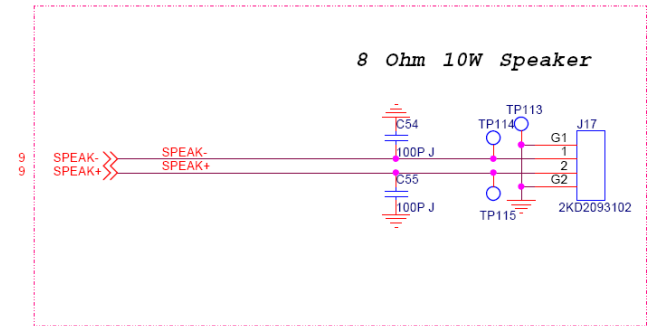 8 Ohm 10W Speaker
TP113
C54
TP114
J17
G1
9 SPEAK- SPEAK- 100P J 1
9 SPEAK+ SPEAK+ 2
C55
G2
100P J
TP115
2KD2093102